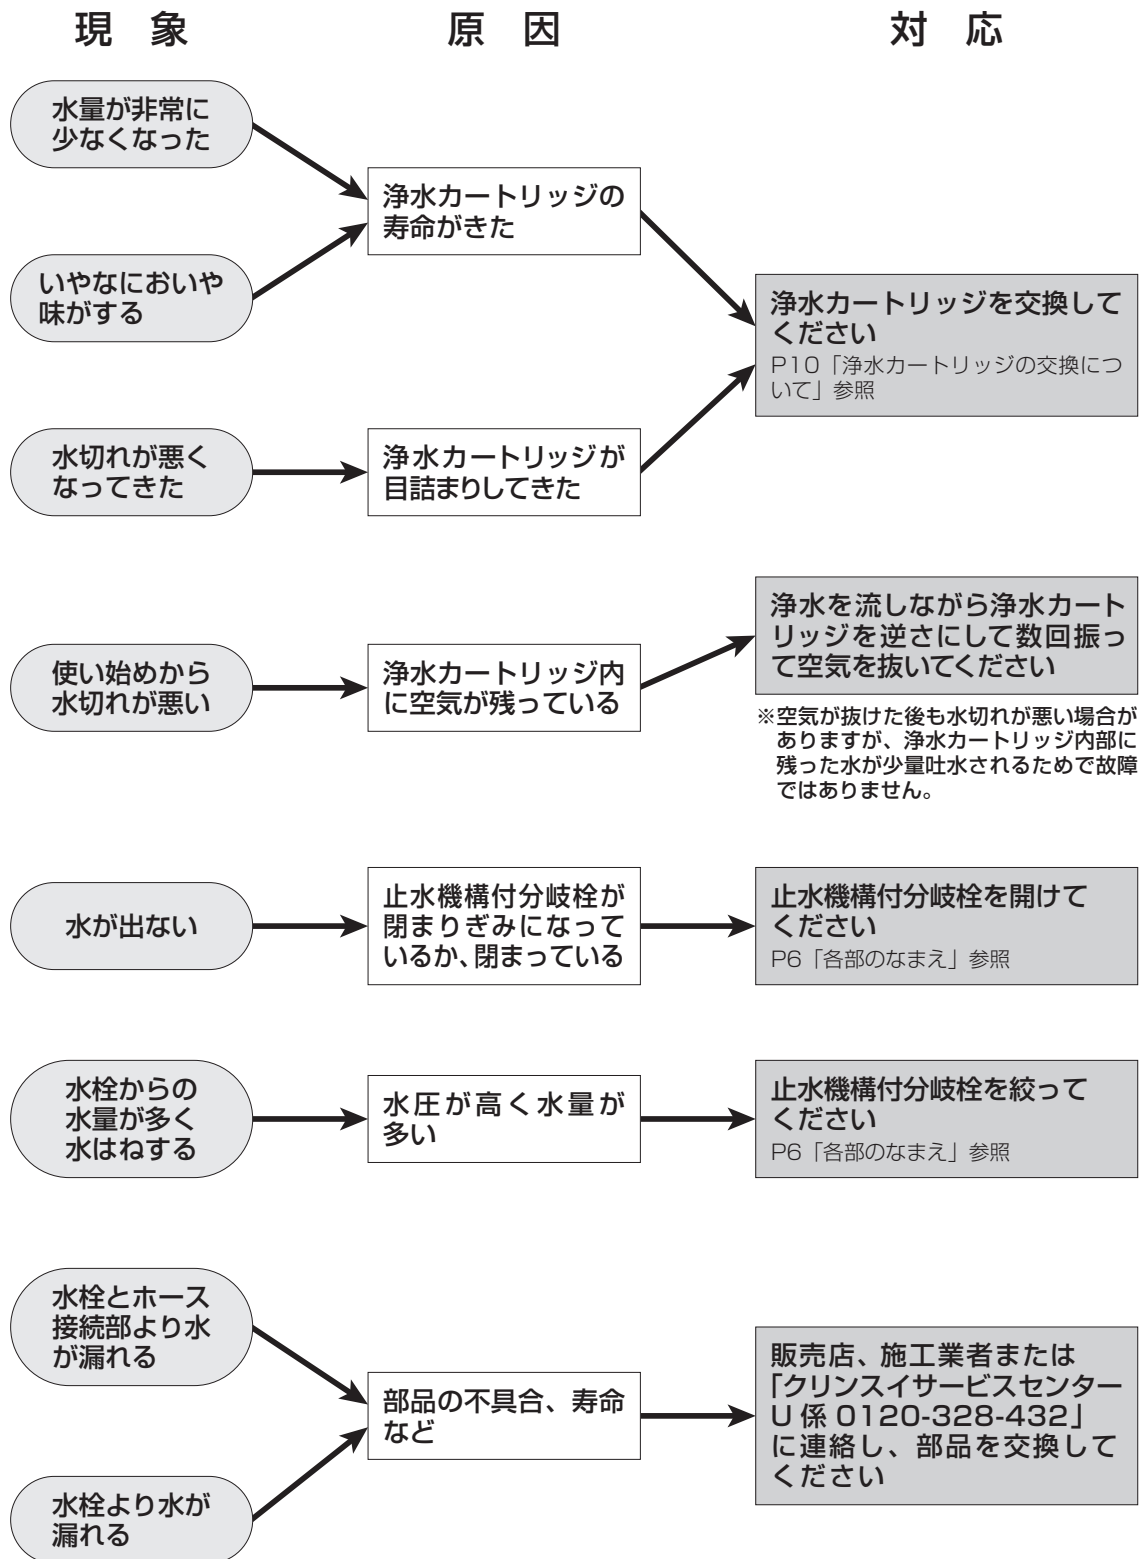 現 象
原 因
対 応
水量が非常に
少なくなった
いやなにおいや
味がする
浄水カートリッジの
寿命がきた
水切れが悪く
なってきた
浄水カートリッジが
目詰まりしてきた
浄水カートリッジを交換して
ください
P10「浄水カートリッジの交換につ
いて」参照
使い始めから
水切れが悪い
浄水カートリッジ内
に空気が残っている
浄水を流しながら浄水カート
リッジを逆さにして数回振っ
て空気を抜いてください
※空気が抜けた後も水切れが悪い場合が
ありますが、浄水カートリッジ内部に
残った水が少量吐水されるためで故障
ではありません。
水が出ない
止水機構付分岐栓が
閉まりぎみになって
いるか、閉まっている
止水機構付分岐栓を開けて
ください
P6「各部のなまえ」参照
水栓からの
水量が多く
水はねする
水圧が高く水量が
多い
止水機構付分岐栓を絞って
ください
P6「各部のなまえ」参照
水栓とホース
接続部より水
が漏れる
水栓より水が
漏れる
部品の不具合、寿命
など
販売店、施工業者または
「クリンスイサービスセンター
U 係 0120-328-432」
に連絡し、部品を交換して
ください